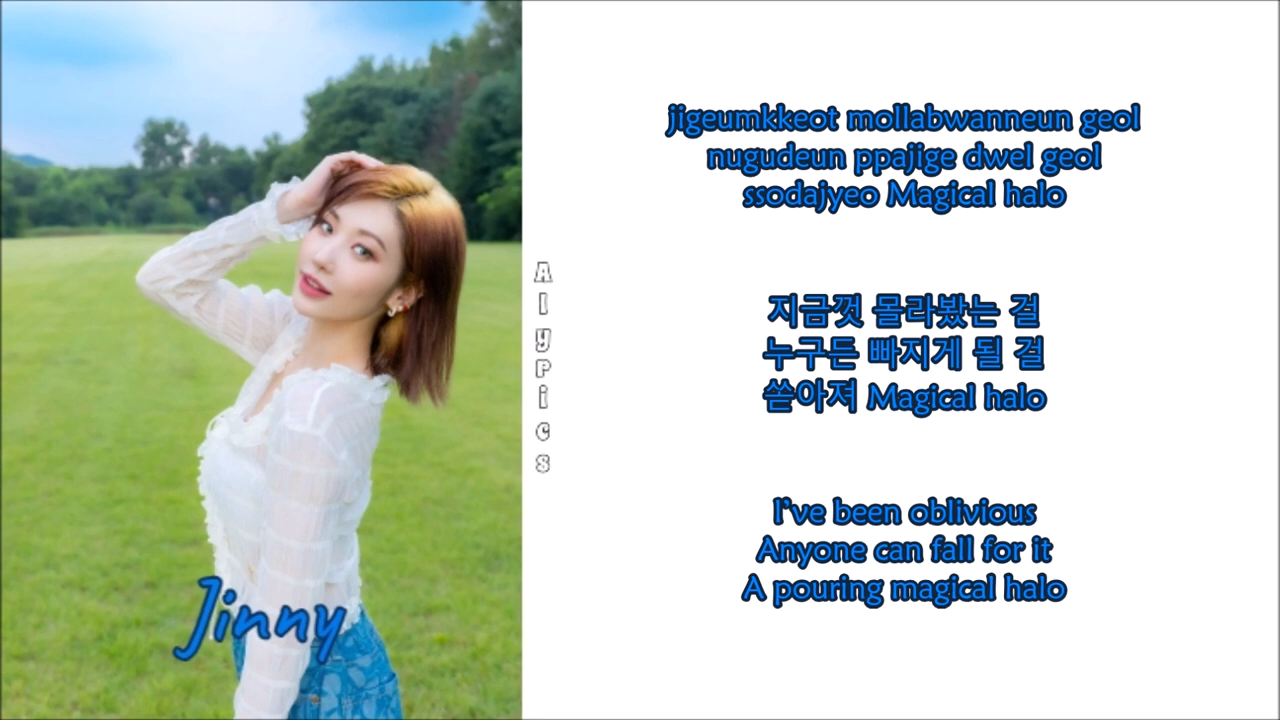 Jinny
Alypics
jigeumkkeot mollabwanneun geol
nugudeun ppajige dwel geol
ssodajyeo Magical halo
지금껏 몰라봤는 걸
누구든 빠지게 될 걸
쏟아져 Magical halo
I've been oblivious
Anyone can fall for it
A pouring magical halo